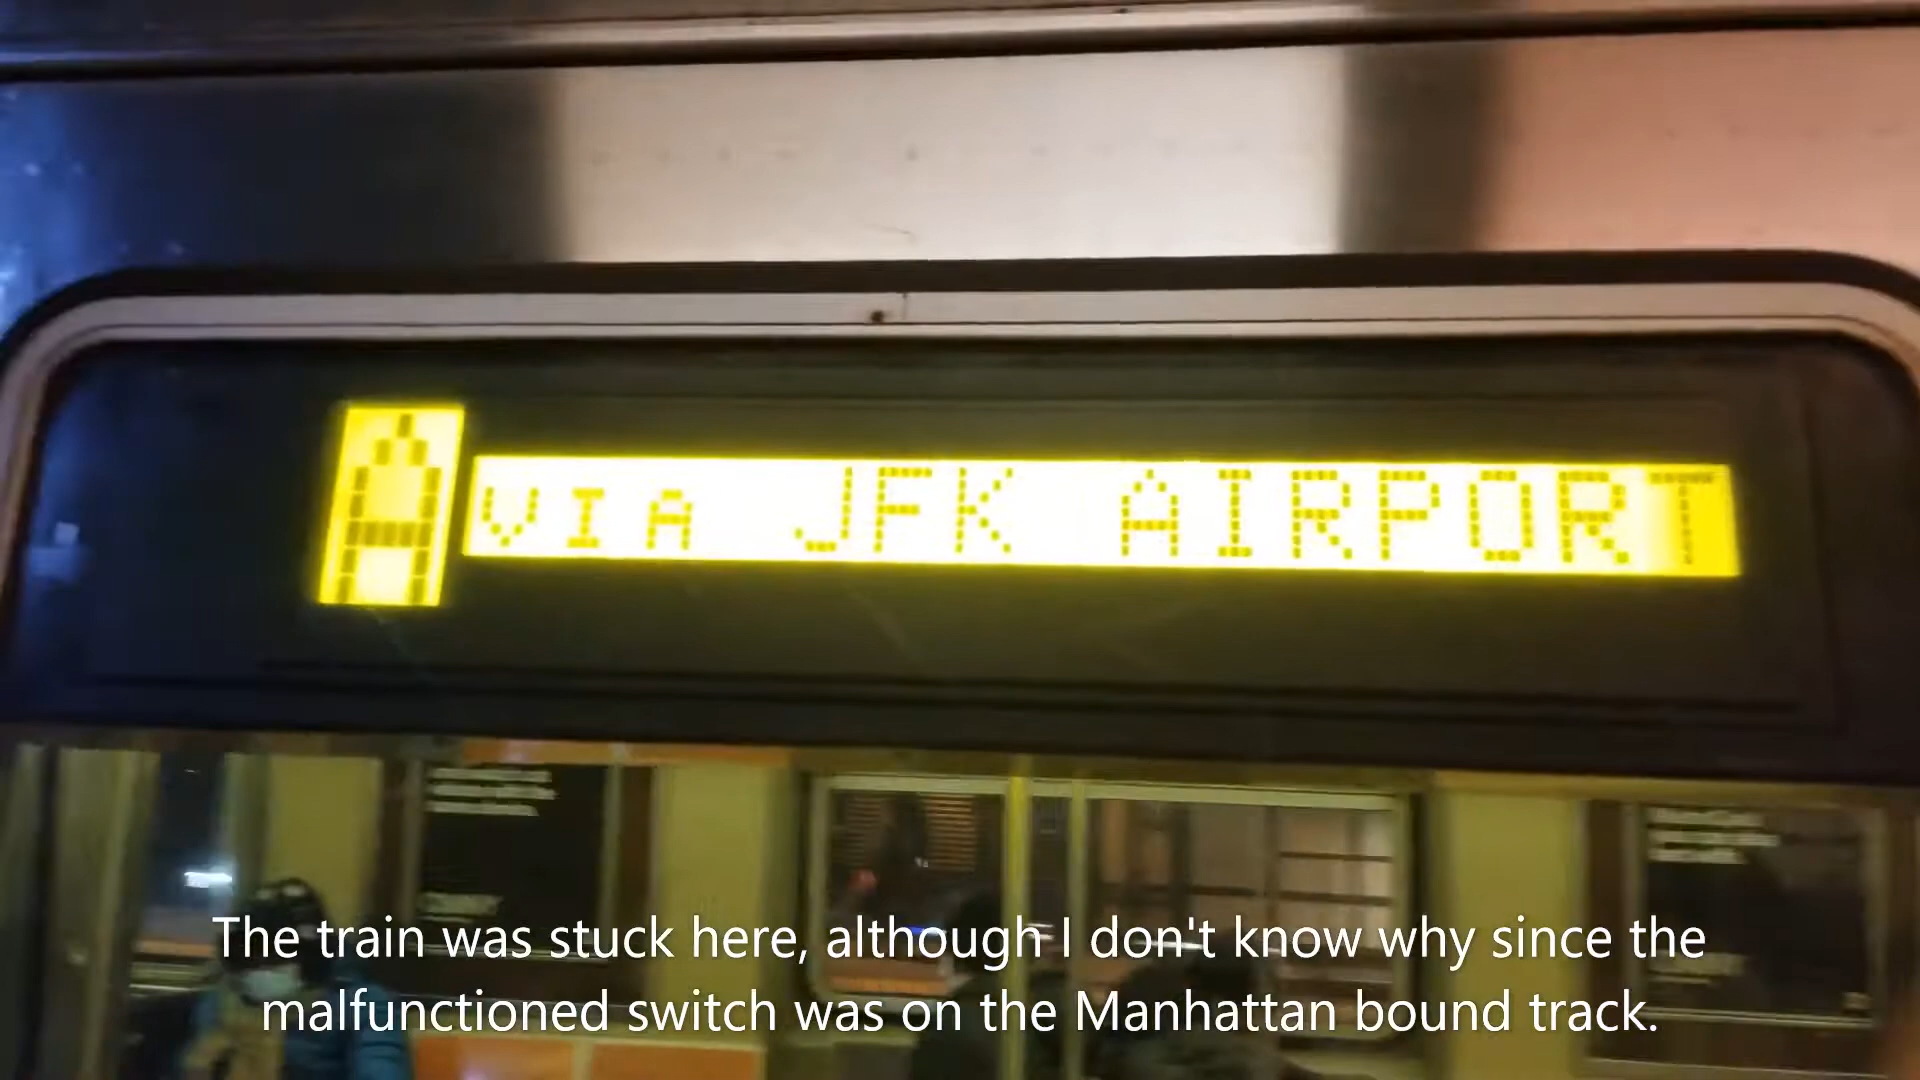 A VIA JFK AIRPORT
The train was stuck here, although I don't know why since the
malfunctioned switch was on the Manhattan bound track.